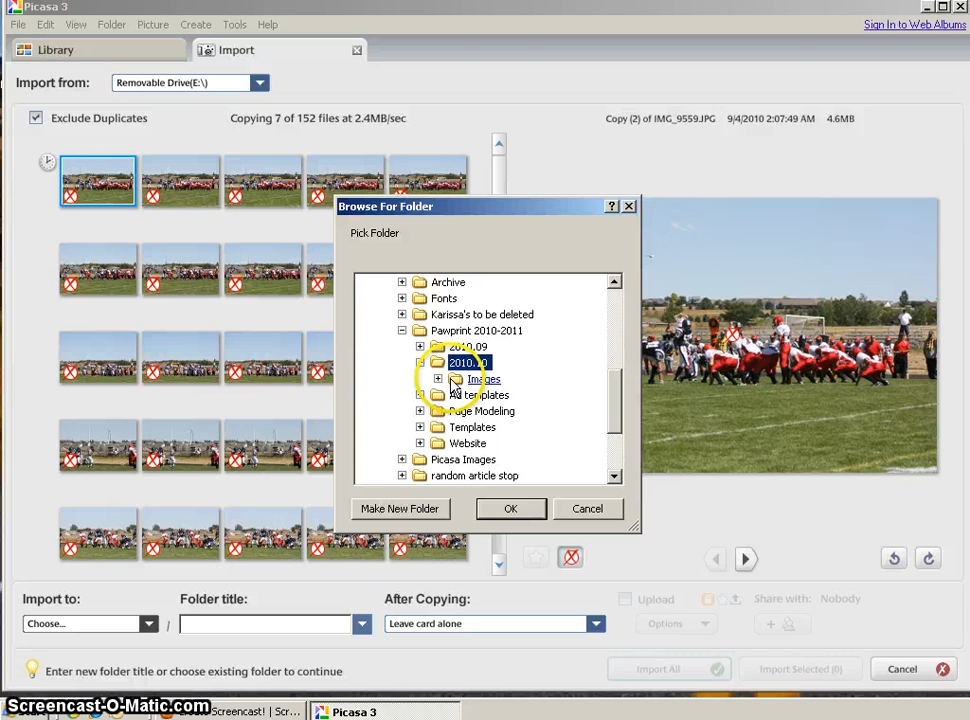 Picasa 3
File Edit View Folder Picture Create Tools Help
Sign In to Web Albums
Library Import
Import from: Removable Drive(E:\)
Exclude Duplicates Copying 7 of 152 files at 2.4MB/sec Copy (2) of IMG_9559.JPG 9/4/2010 2:07:49 AM 4.6MB
Browse For Folder
Pick Folder
Archive
Fonts
Karissa's to be deleted
Pawprint 2010-2011
2010.09
2010.10
Images
Ad templates
Page Modeling
Templates
Website
Picasa Images
random article stop
Make New Folder OK Cancel
Import to: Folder title: After Copying: Upload Share with: Nobody
Choose... / Leave card alone Options
Enter new folder title or choose existing folder to continue Import All Import Selected (0) Cancel
Screencast-O-Matic.com
Screencast! | Scr... Picasa 3